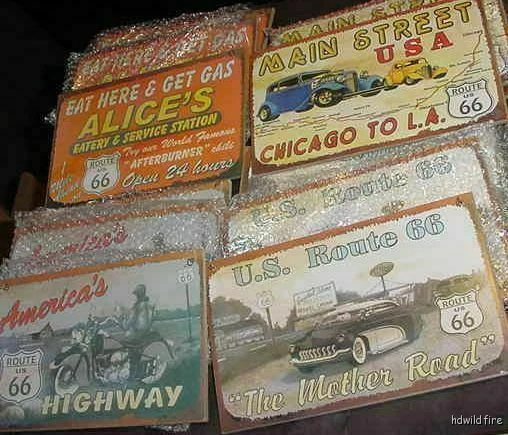 EAT HERE & GET GAS
EAT HERE & GET GAS
ALICE'S
EATERY & SERVICE STATION
Try our World Famous
"AFTERBURNER" chili
Open 24 hours
ROUTE
US
66
MAIN STREET
USA
ROUTE
US
66
CHICAGO TO L.A.
America's
ROUTE
US
66
HIGHWAY
U.S. Route 66
U.S. Route 66
66
ROUTE
US
66
"The Mother Road"
hdwildfire